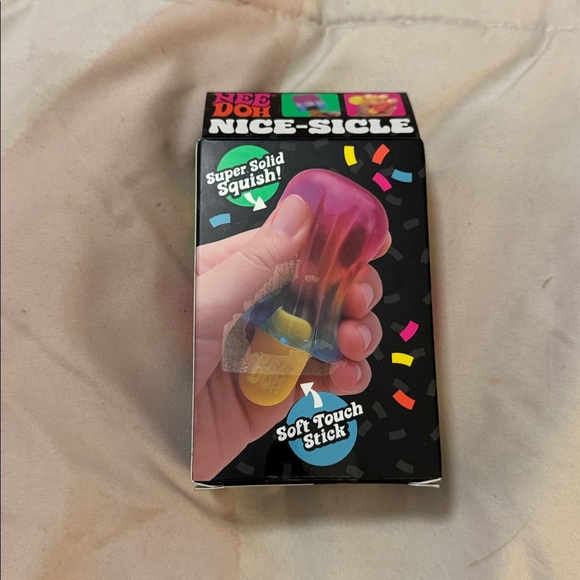 NEE
DOH
NICE-SICLE
Super Solid
Squish!
Soft Touch
Stick